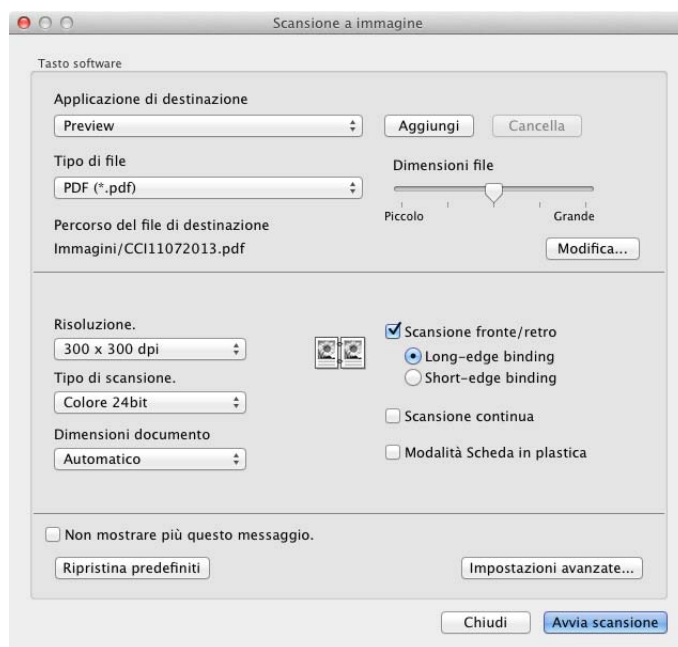 Scansione a immagine
Tasto software
Applicazione di destinazione
Preview
Aggiungi
Cancella
Tipo di file
PDF (*.pdf)
Dimensioni file
Piccolo
Grande
Percorso del file di destinazione
Immagini/CCI11072013.pdf
Modifica...
Risoluzione.
300 x 300 dpi
Tipo di scansione.
Colore 24bit
Dimensioni documento
Automatico
Scansione fronte/retro
Long-edge binding
Short-edge binding
Scansione continua
Modalità Scheda in plastica
Non mostrare più questo messaggio.
Ripristina predefiniti
Impostazioni avanzate...
Chiudi
Avvia scansione